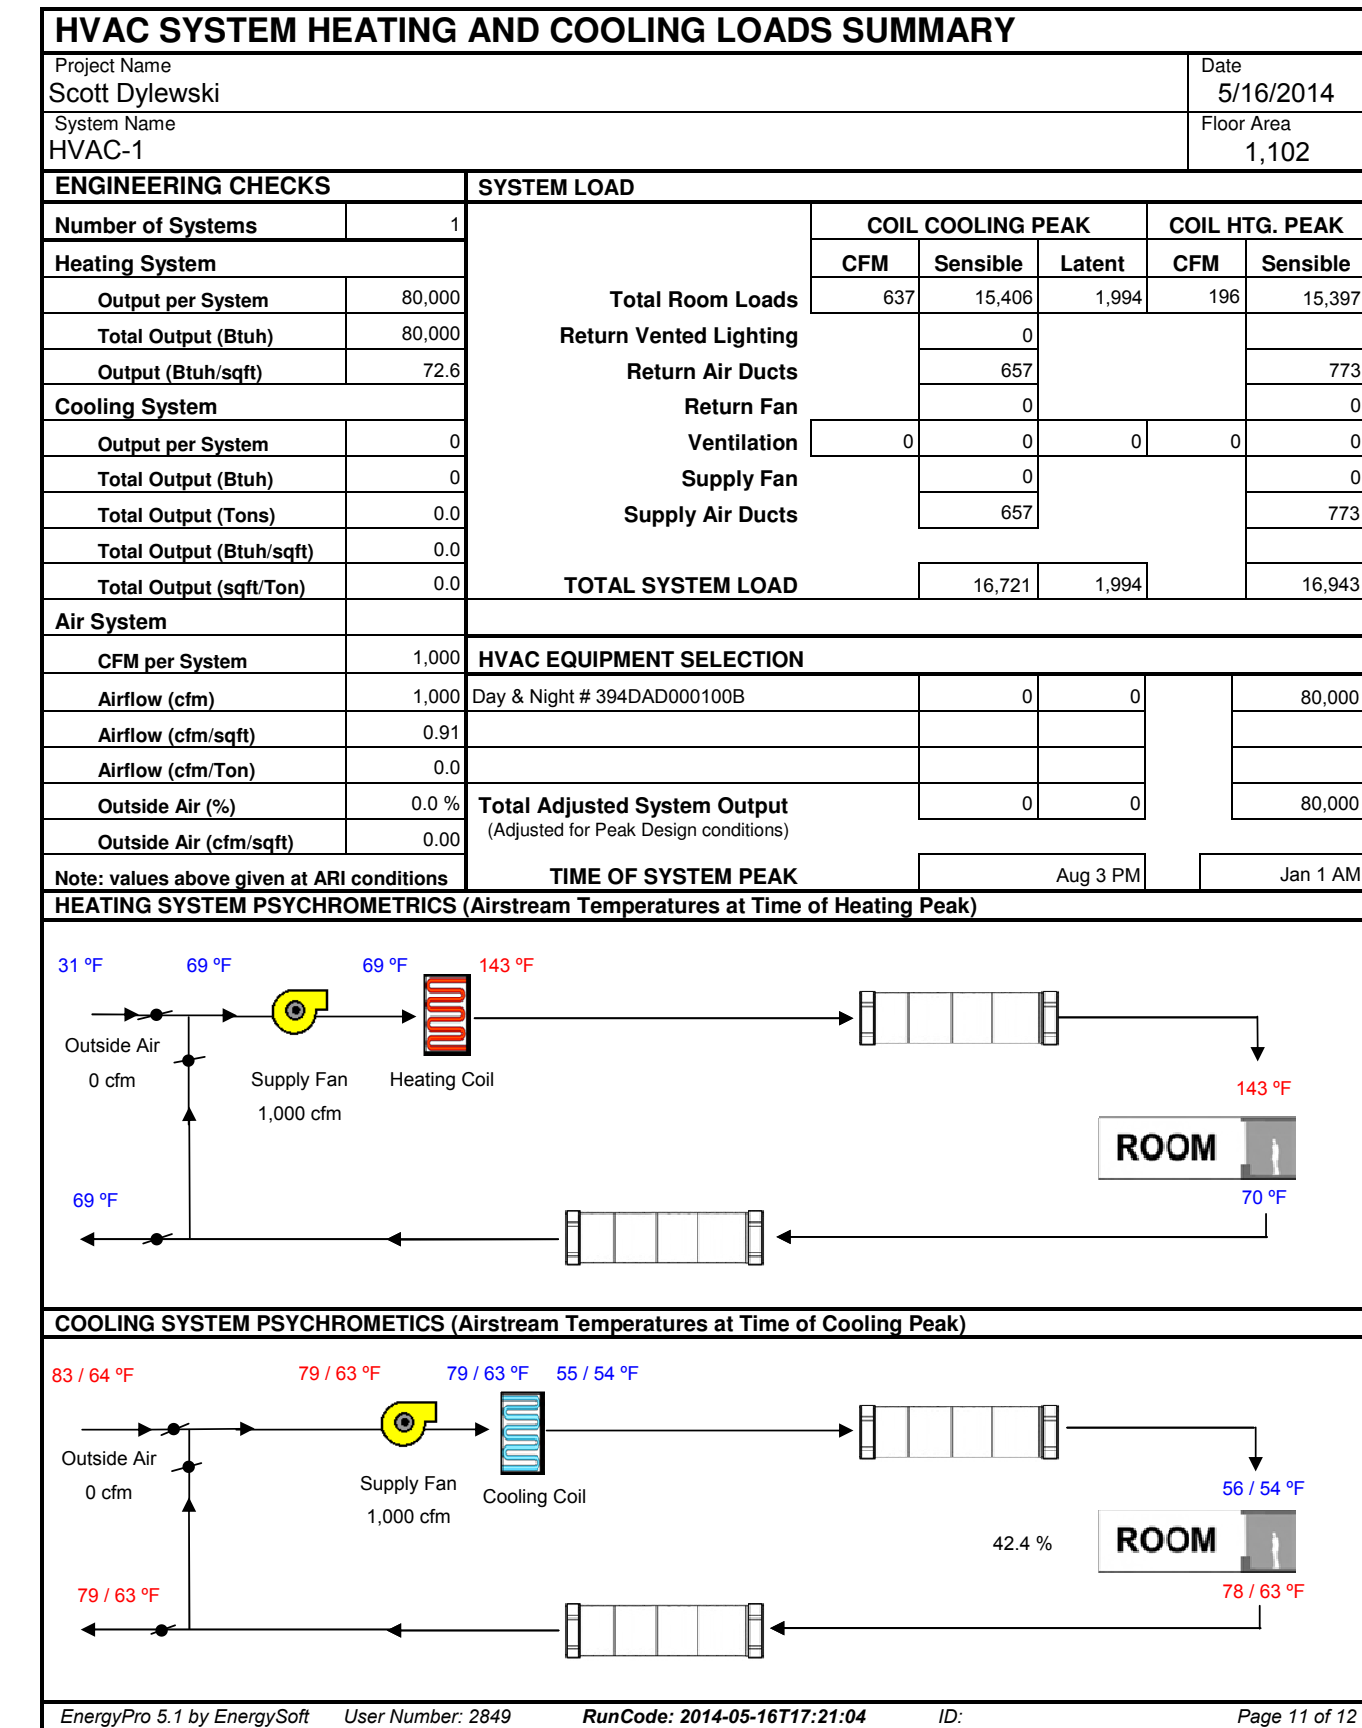 HVAC SYSTEM HEATING AND COOLING LOADS SUMMARY
Project Name
Scott Dylewski
Date
5/16/2014
System Name
HVAC-1
Floor Area
1,102
ENGINEERING CHECKS
SYSTEM LOAD
Number of Systems 1
Heating System
Output per System 80,000
Total Output (Btuh) 80,000
Output (Btuh/sqft) 72.6
Cooling System
Output per System 0
Total Output (Btuh) 0
Total Output (Tons) 0.0
Total Output (Btuh/sqft) 0.0
Total Output (sqft/Ton) 0.0
Air System
CFM per System 1,000
Airflow (cfm) 1,000
Airflow (cfm/sqft) 0.91
Airflow (cfm/Ton) 0.0
Outside Air (%) 0.0 %
Outside Air (cfm/sqft) 0.00
Note: values above given at ARI conditions
COIL COOLING PEAK COIL HTG. PEAK
CFM Sensible Latent CFM Sensible
Total Room Loads 637 15,406 1,994 196 15,397
Return Vented Lighting 0
Return Air Ducts 657 773
Return Fan 0 0
Ventilation 0 0 0 0 0
Supply Fan 0 0
Supply Air Ducts 657 773
TOTAL SYSTEM LOAD 16,721 1,994 16,943
HVAC EQUIPMENT SELECTION
Day & Night # 394DAD000100B 0 0 80,000
Total Adjusted System Output 0 0 80,000
(Adjusted for Peak Design conditions)
TIME OF SYSTEM PEAK Aug 3 PM Jan 1 AM
HEATING SYSTEM PSYCHROMETRICS (Airstream Temperatures at Time of Heating Peak)
31 ºF 69 ºF 69 ºF 143 ºF
Outside Air
0 cfm
Supply Fan
1,000 cfm
Heating Coil
143 ºF
ROOM
69 ºF
70 ºF
COOLING SYSTEM PSYCHROMETICS (Airstream Temperatures at Time of Cooling Peak)
83 / 64 ºF 79 / 63 ºF 79 / 63 ºF 55 / 54 ºF
Outside Air
0 cfm
Supply Fan
1,000 cfm
Cooling Coil
56 / 54 ºF
42.4 %
ROOM
79 / 63 ºF
78 / 63 ºF
EnergyPro 5.1 by EnergySoft User Number: 2849 RunCode: 2014-05-16T17:21:04 ID: Page 11 of 12